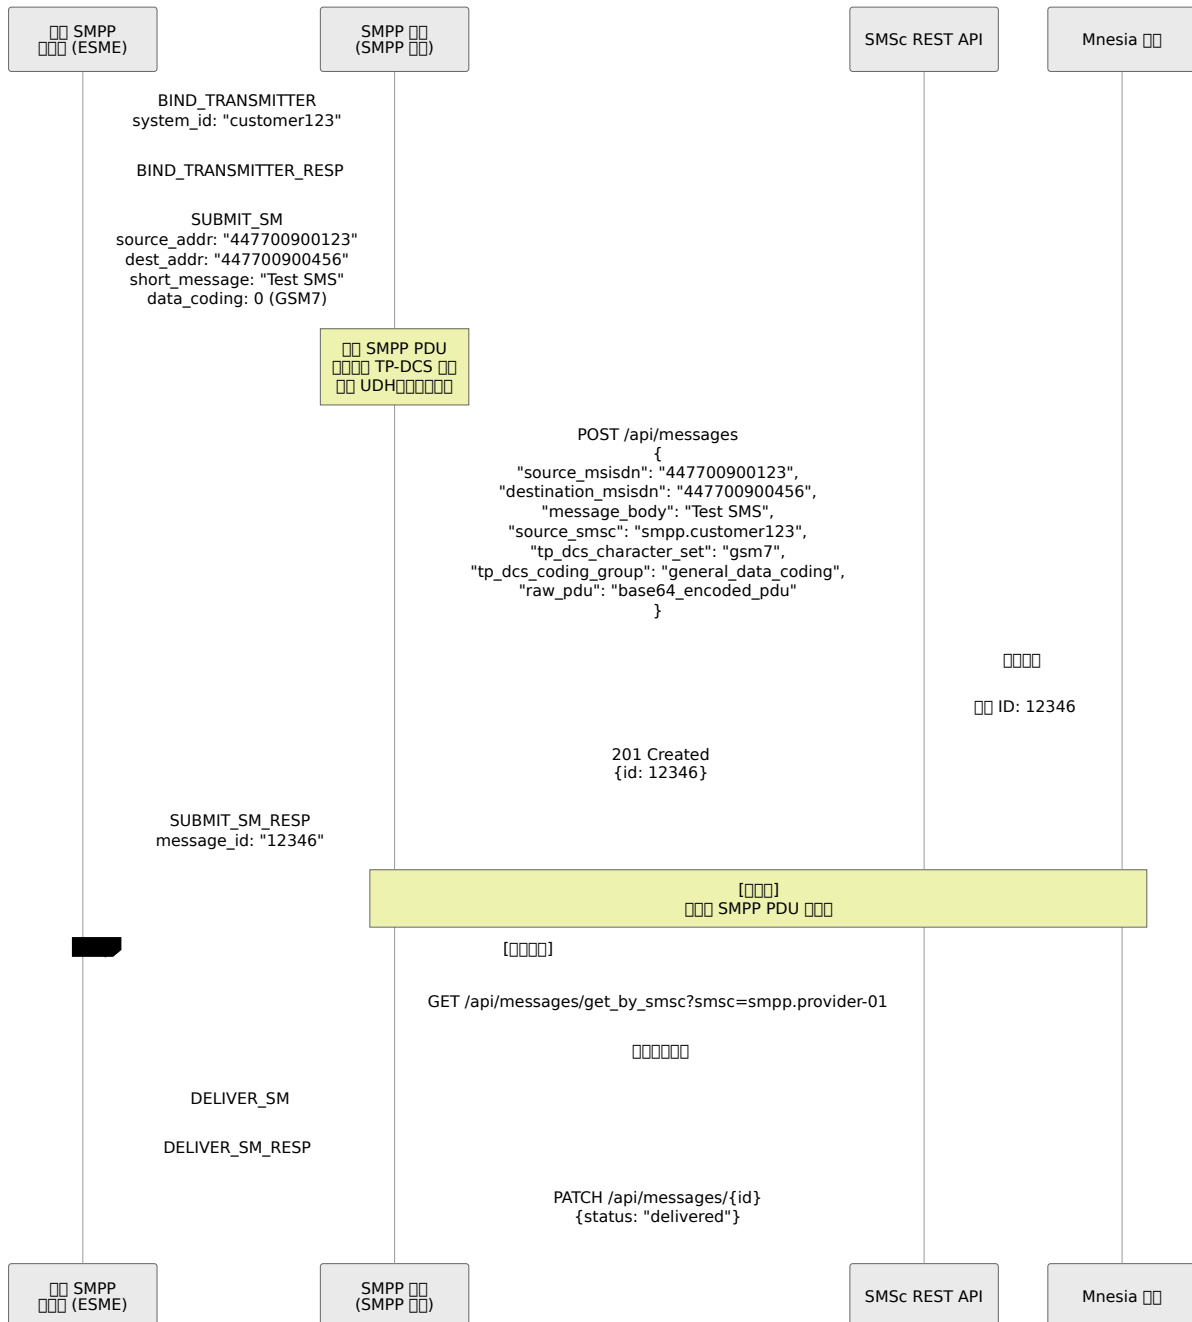 SMPP
(ESME)
SMPP
(SMPP
SMSc REST API
Mnesia
BIND_TRANSMITTER
system_id: "customer123"
BIND_TRANSMITTER_RESP
SUBMIT_SM
source_addr: "447700900123"
dest_addr: "447700900456"
short_message: "Test SMS"
data_coding: 0 (GSM7)
SMPP PDU
TP-DCS
UDH
POST /api/messages
{
"source_msisdn": "447700900123",
"destination_msisdn": "447700900456",
"message_body": "Test SMS",
"source_smsc": "smpp.customer123",
"tp_dcs_character_set": "gsm7",
"tp_dcs_coding_group": "general_data_coding",
"raw_pdu": "base64_encoded_pdu"
}
ID: 12346
201 Created
{id: 12346}
SUBMIT_SM_RESP
message_id: "12346"
SMPP PDU
GET /api/messages/get_by_smsc?smsc=smpp.provider-01
DELIVER_SM
DELIVER_SM_RESP
PATCH /api/messages/{id}
{status: "delivered"}
SMPP
(ESME)
SMPP
(SMPP
SMSc REST API
Mnesia